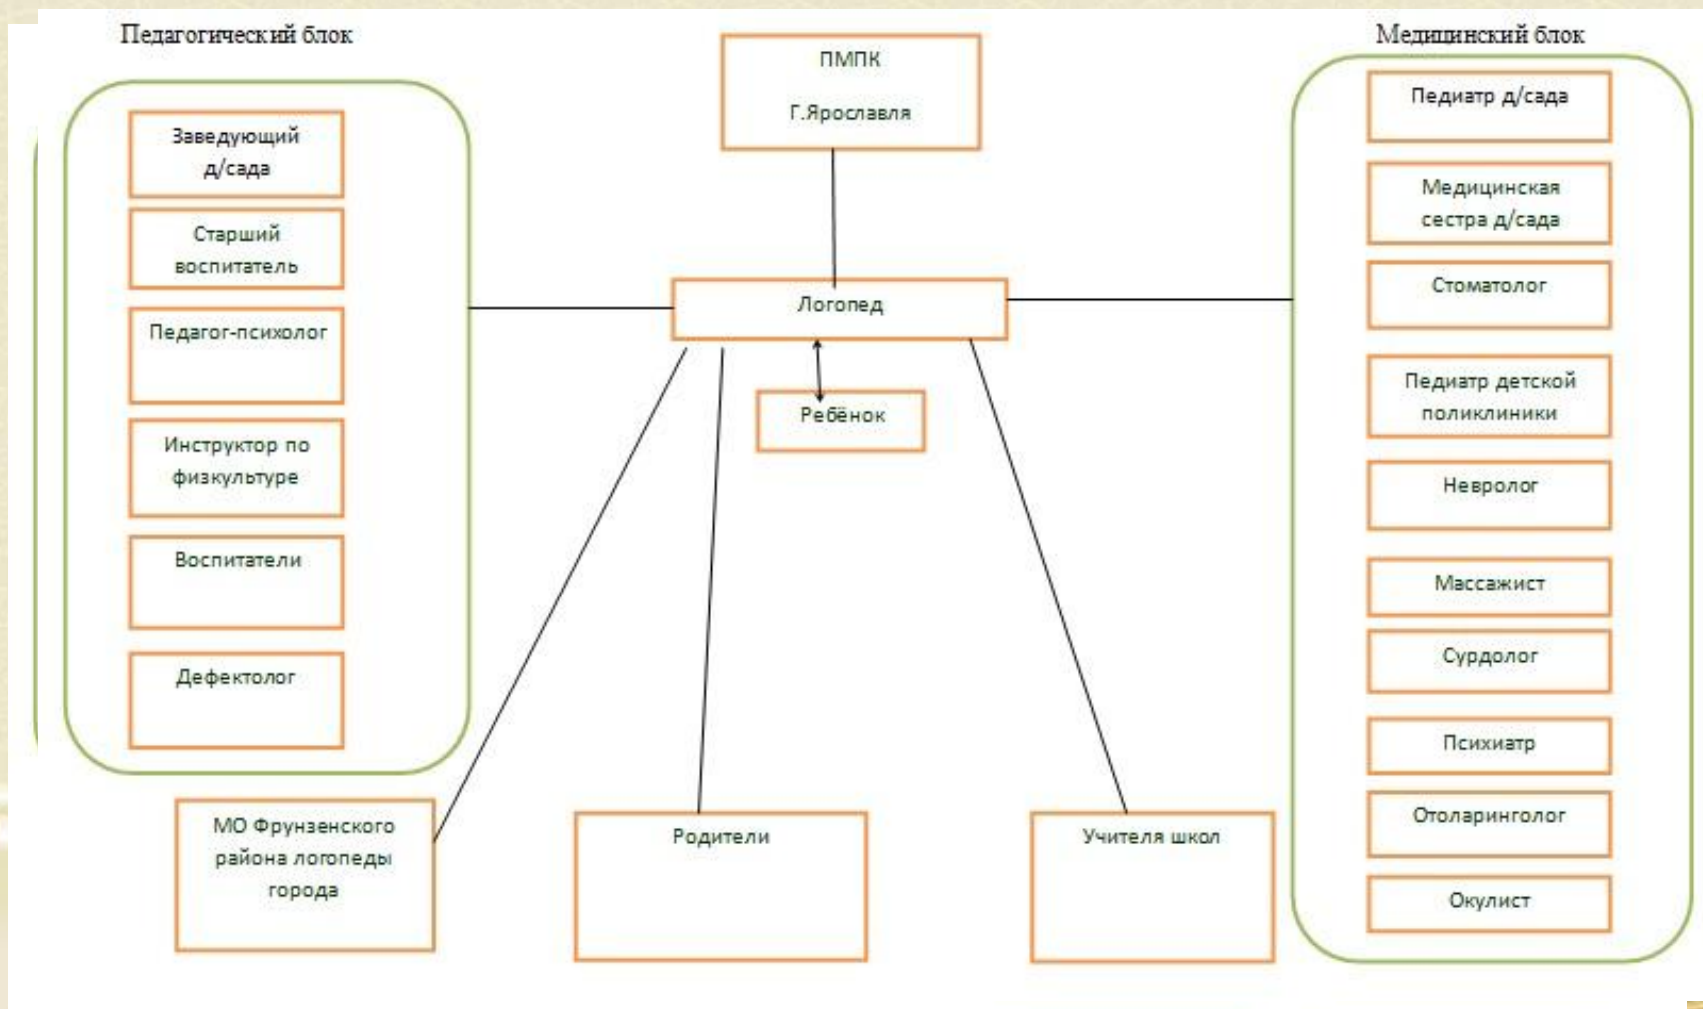 Педагогический блок
Заведующий
д/сада
Старший
воспитатель
Педагог-психолог
Инструктор по
физкультуре
Воспитатели
Дефектолог
ПМПК
Г.Ярославля
Логопед
Ребёнок
МО Фрунзенского
района логопеды
города
Родители
Учителя школ
Медицинский блок
Педиатр д/сада
Медицинская
сестра д/сада
Стоматолог
Педиатр детской
поликлиники
Невролог
Массажист
Сурдолог
Психиатр
Отоларинголог
Окулист